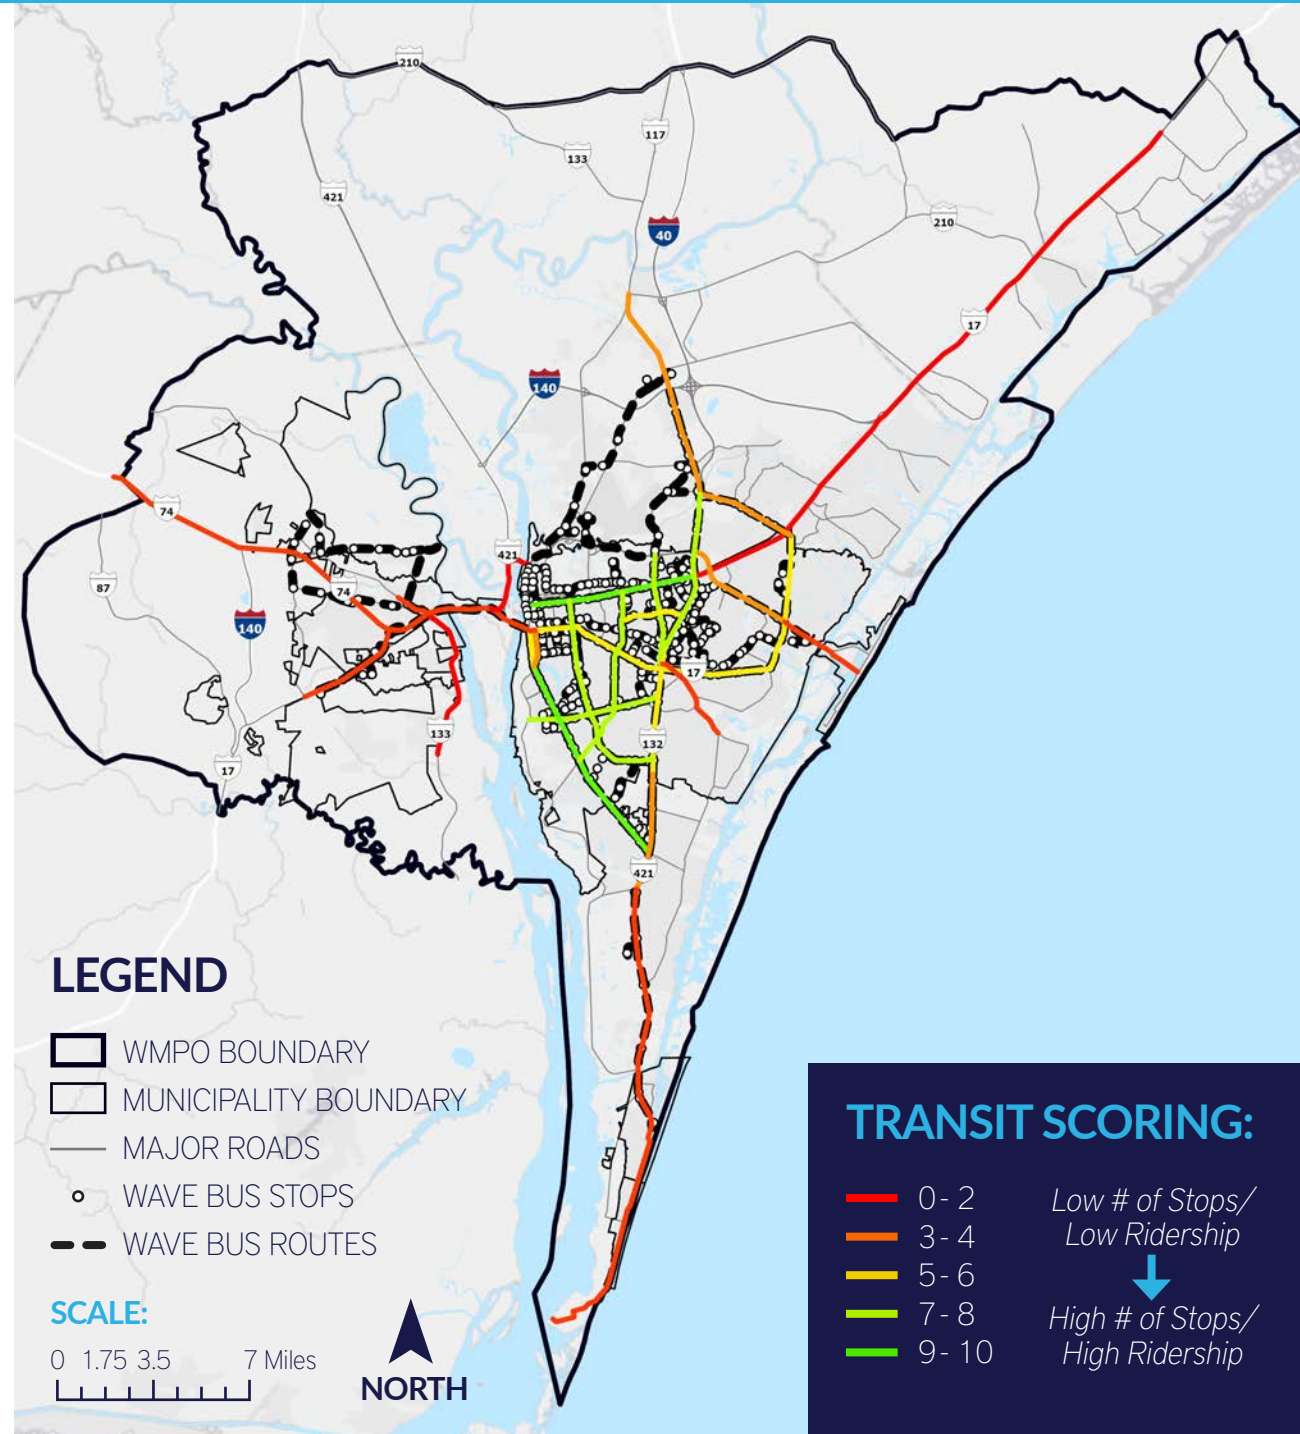 210
117
133
421
40
210
17
140
74
421
87
74
140
17
133
132
17
421
LEGEND
WMPO BOUNDARY
MUNICIPALITY BOUNDARY
MAJOR ROADS
WAVE BUS STOPS
WAVE BUS ROUTES
SCALE:
0 1.75 3.5 7 Miles
NORTH
TRANSIT SCORING:
0 - 2
3 - 4
5 - 6
7 - 8
9 - 10
Low # of Stops/
Low Ridership
High # of Stops/
High Ridership